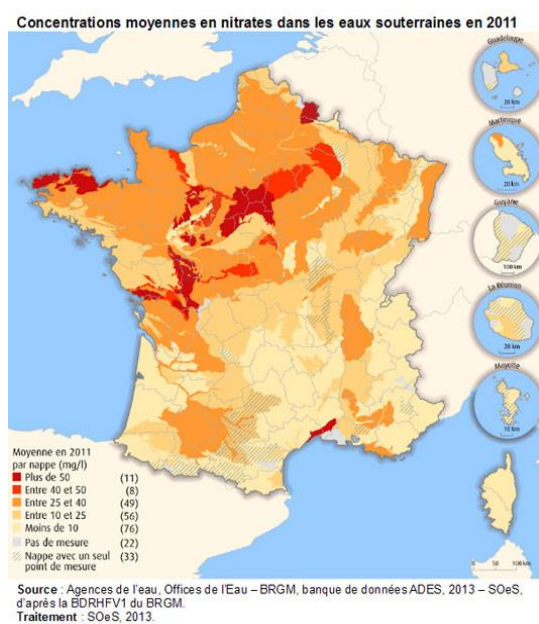 Concentrations moyennes en nitrates dans les eaux souterraines en 2011
Guadeloupe
20 km
Martinique
20 km
Guyane
100 km
La Réunion
20 km
Mayotte
10 km
Moyenne en 2011
par nappe (mg/l)
Plus de 50 (11)
Entre 40 et 50 (8)
Entre 25 et 40 (49)
Entre 10 et 25 (56)
Moins de 10 (76)
Pas de mesure (22)
Nappe avec un seul (33)
point de mesure
0 50 100 km
Source : Agences de l'eau, Offices de l'Eau – BRGM, banque de données ADES, 2013 – SOeS,
d'après la BDRHFV1 du BRGM.
Traitement : SOeS, 2013.